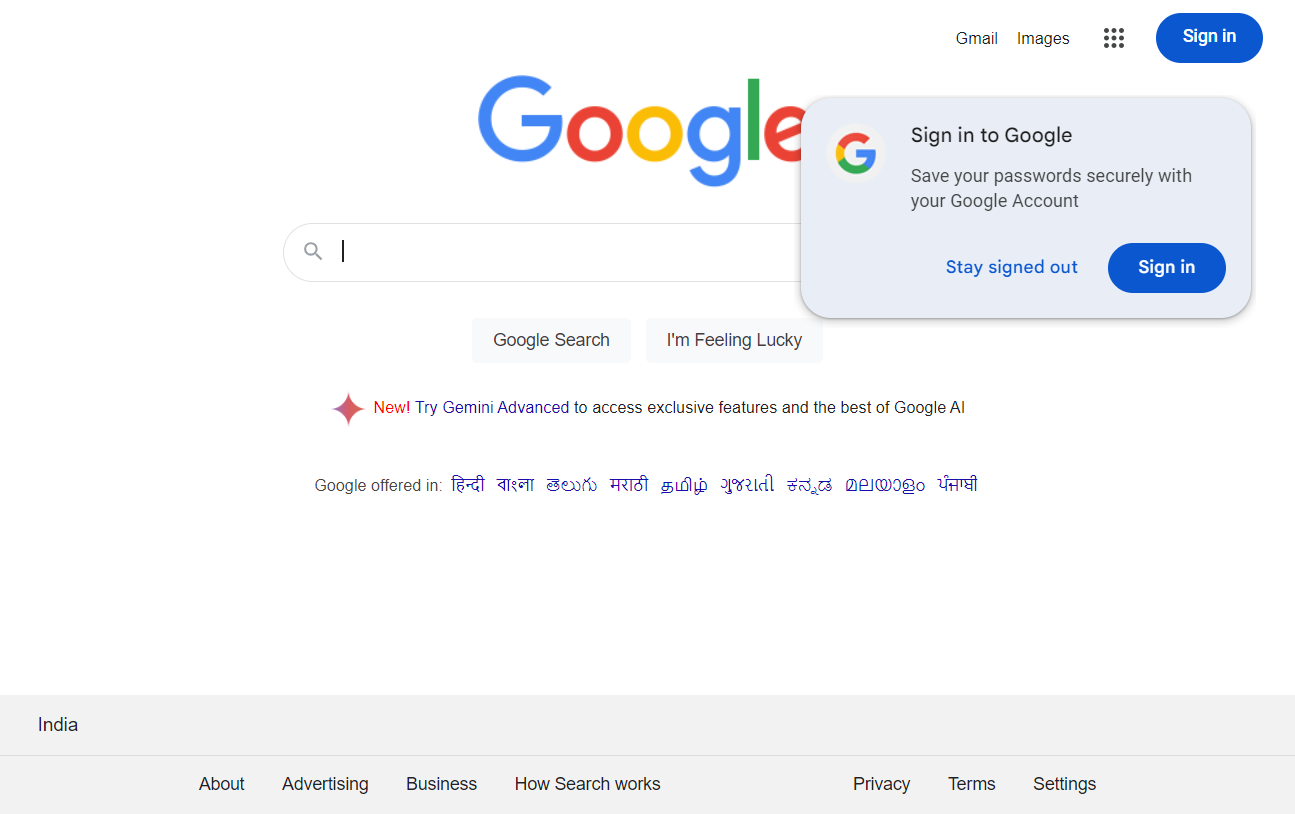 Gmail Images Sign in
Google
Sign in to Google
Save your passwords securely with
your Google Account
Stay signed out Sign in
Google Search I'm Feeling Lucky
New! Try Gemini Advanced to access exclusive features and the best of Google AI
Google offered in: हिन्दी বাংলা తెలుగు मराठी தமிழ் ગુજરાતી ಕನ್ನಡ മലയാളം ਪੰਜਾਬੀ
India
About Advertising Business How Search works Privacy Terms Settings